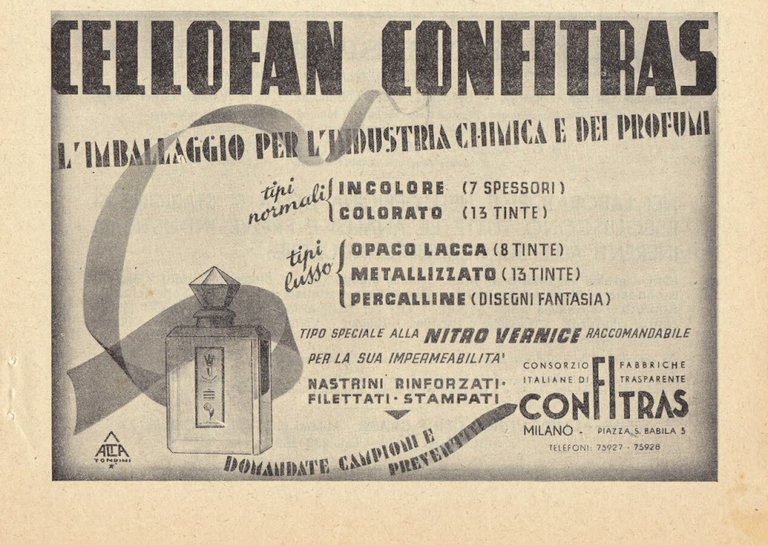 CELLOFAN CONFITRAS
L'IMBALLAGGIO PER L'INDUSTRIA CHIMICA E DEI PROFUMI
tipi normali { INCOLORE (7 SPESSORI)
COLORATO (13 TINTE)
tipi lusso { OPACO LACCA (8 TINTE)
METALLIZZATO (13 TINTE)
PERCALLINE (DISEGNI FANTASIA)
TIPO SPECIALE ALLA NITRO VERNICE RACCOMANDABILE
PER LA SUA IMPERMEABILITA'
NASTRINI RINFORZATI·
FILETTATI· STAMPATI
DOMANDATE CAMPIONI E
PREVENTIVI
CONSORZIO FABBRICHE
ITALIANE DI TRASPARENTE
CONFITRAS
MILANO · PIAZZA S. BABILA 5
TELEFONI: 75927 - 75928
ALCA
TONDINI